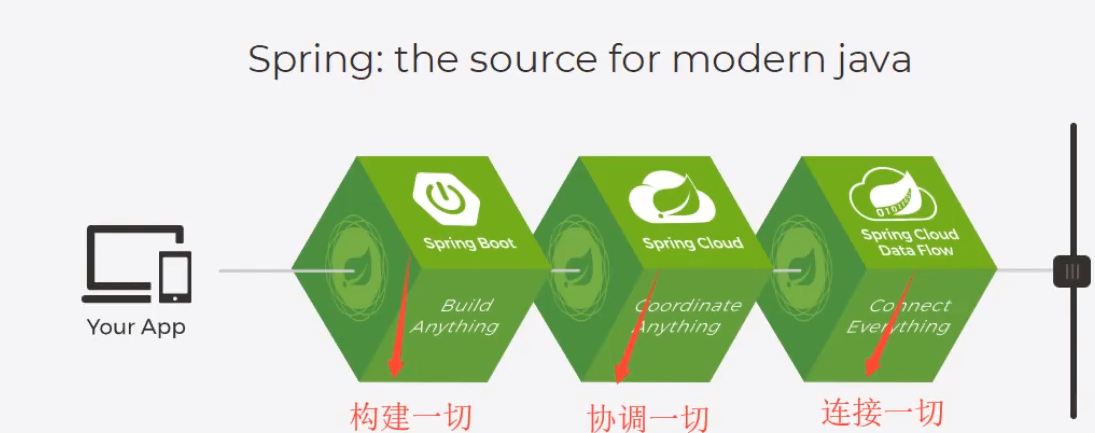 Spring: the source for modern java
Your App
Spring Boot
Build
Anything
构建一切
Spring Cloud
Coordinate
Anything
协调一切
Spring Cloud
Data Flow
Connect
Everything
连接一切